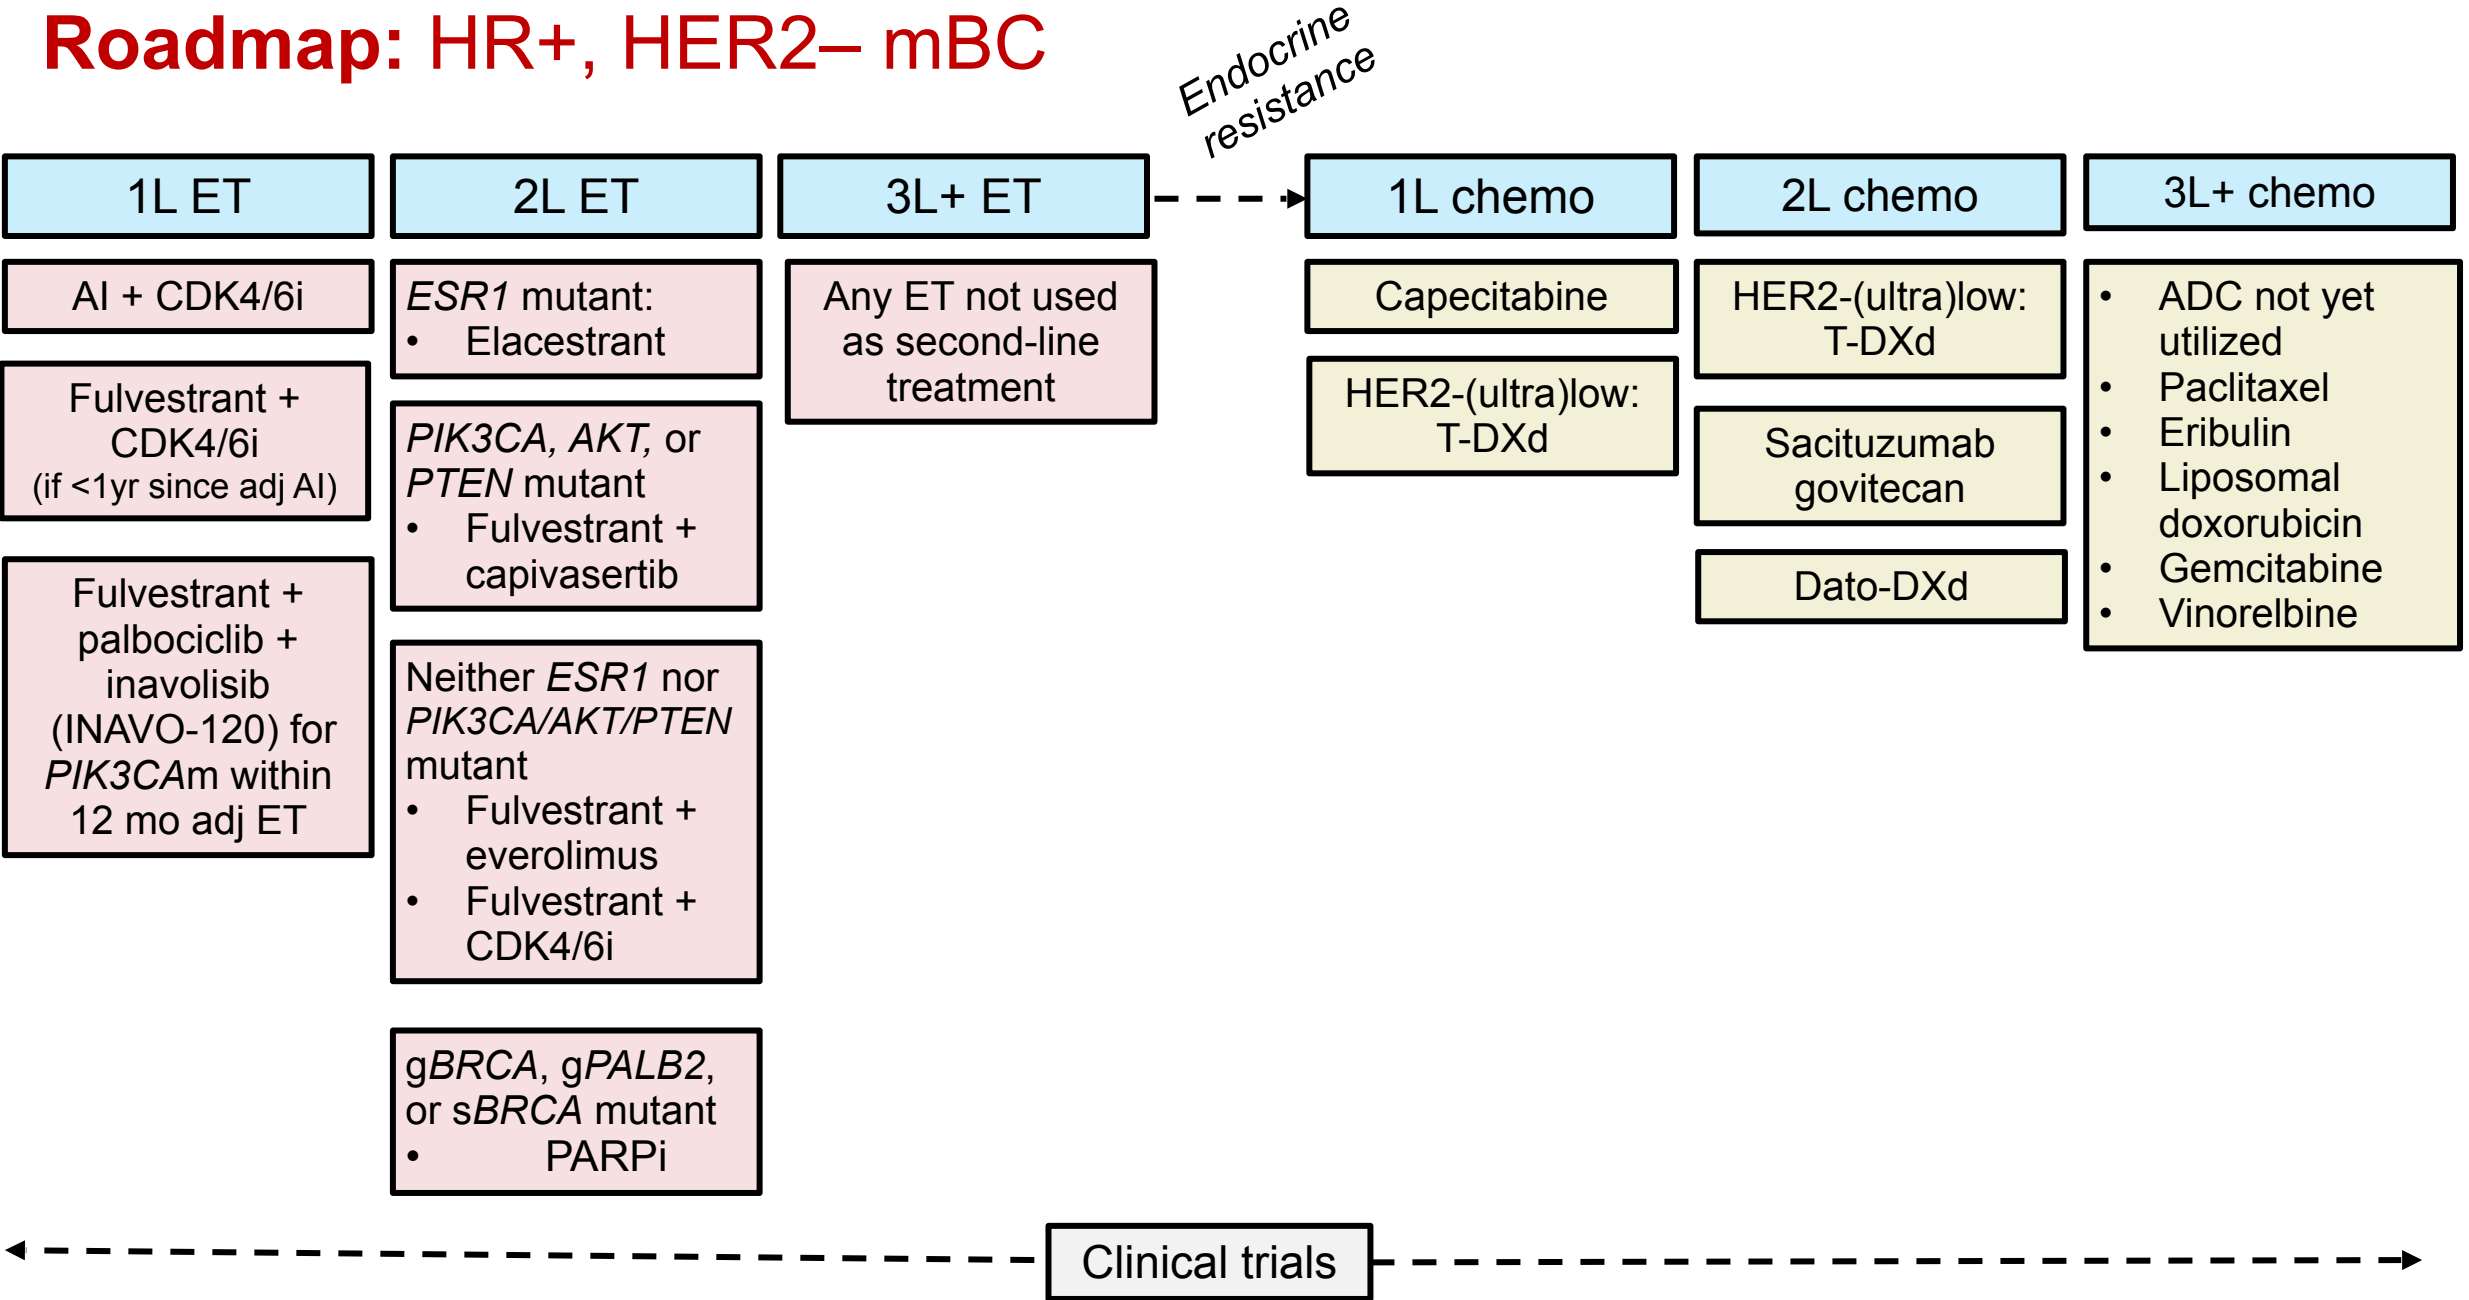 Roadmap: HR+, HER2– mBC
Endocrine
resistance
1L ET
AI + CDK4/6i
Fulvestrant +
CDK4/6i
(if <1yr since adj AI)
Fulvestrant +
palbociclib +
inavolisib
(INAVO-120) for
PIK3CAm within
12 mo adj ET
2L ET
ESR1 mutant:
• Elacestrant
PIK3CA, AKT, or
PTEN mutant
• Fulvestrant +
capivasertib
Neither ESR1 nor
PIK3CA/AKT/PTEN
mutant
• Fulvestrant +
everolimus
• Fulvestrant +
CDK4/6i
gBRCA, gPALB2,
or sBRCA mutant
• PARPi
3L+ ET
Any ET not used
as second-line
treatment
1L chemo
Capecitabine
HER2-(ultra)low:
T-DXd
2L chemo
HER2-(ultra)low:
T-DXd
Sacituzumab
govitecan
Dato-DXd
3L+ chemo
• ADC not yet
utilized
• Paclitaxel
• Eribulin
• Liposomal
doxorubicin
• Gemcitabine
• Vinorelbine
Clinical trials